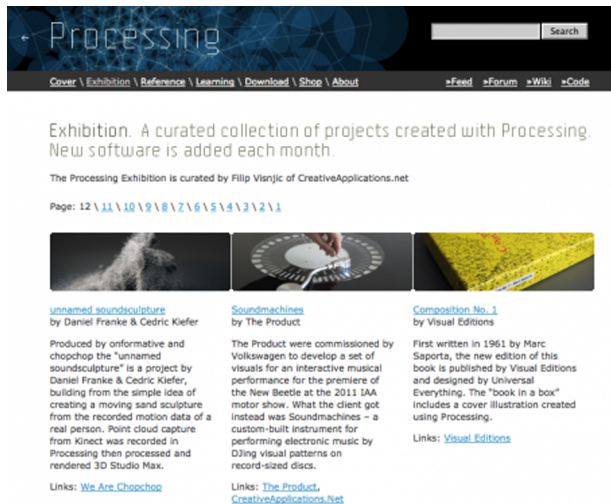 ← Processing
Search
Cover \ Exhibition \ Reference \ Learning \ Download \ Shop \ About
»Feed »Forum »Wiki »Code
Exhibition. A curated collection of projects created with Processing.
New software is added each month.
The Processing Exhibition is curated by Filip Visnjic of CreativeApplications.net
Page: 12 \ 11 \ 10 \ 9 \ 8 \ 7 \ 6 \ 5 \ 4 \ 3 \ 2 \ 1
unnamed soundsculpture
by Daniel Franke & Cedric Kiefer
Produced by onformative and
chopchop the "unnamed
soundsculpture" is a project by
Daniel Franke & Cedric Kiefer,
building from the simple idea of
creating a moving sand sculpture
from the recorded motion data of a
real person. Point cloud capture
from Kinect was recorded in
Processing then processed and
rendered 3D Studio Max.
Links: We Are Chopchop
Soundmachines
by The Product
The Product were commissioned by
Volkswagen to develop a set of
visuals for an interactive musical
performance for the premiere of
the New Beetle at the 2011 IAA
motor show. What the client got
instead was Soundmachines – a
custom-built instrument for
performing electronic music by
DJing visual patterns on
record-sized discs.
Links: The Product,
CreativeApplications.Net
Composition No. 1
by Visual Editions
First written in 1961 by Marc
Saporta, the new edition of this
book is published by Visual Editions
and designed by Universal
Everything. The "book in a box"
includes a cover illustration created
using Processing.
Links: Visual Editions